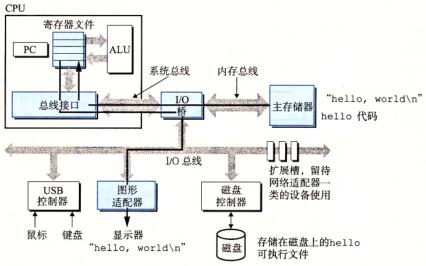 CPU
寄存器文件
PC
ALU
系统总线
内存总线
总线接口
I/O
桥
主存储器
"hello, world\n"
hello 代码
I/O 总线
扩展槽，留待
网络适配器一
类的设备使用
USB
控制器
图形
适配器
磁盘
控制器
鼠标
键盘
显示器
"hello, world\n"
磁盘
存储在磁盘上的hello
可执行文件